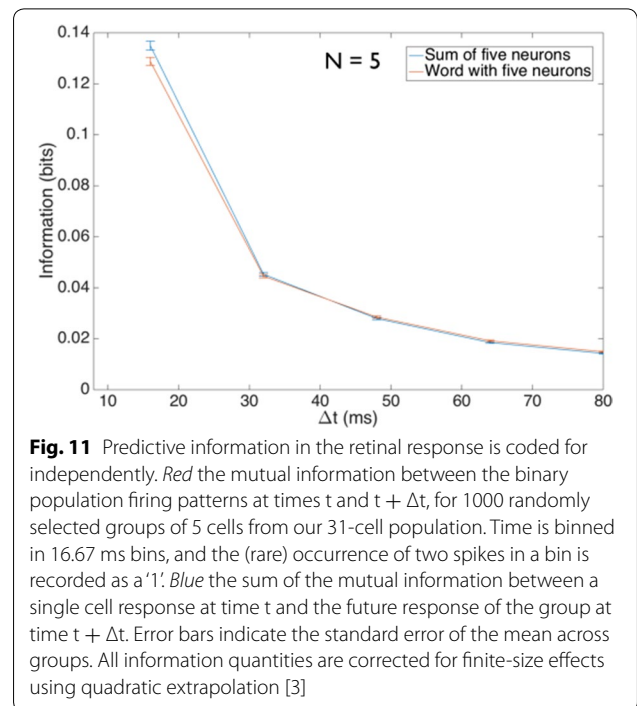 0.14
0.12
0.1
0.08
0.06
0.04
0.02
0
Information (bits)
N = 5
Sum of five neurons
Word with five neurons
10 20 30 40 50 60 70 80
Δt (ms)
Fig. 11 Predictive information in the retinal response is coded for
independently. Red the mutual information between the binary
population firing patterns at times t and t + Δt, for 1000 randomly
selected groups of 5 cells from our 31-cell population. Time is binned
in 16.67 ms bins, and the (rare) occurrence of two spikes in a bin is
recorded as a ‘1’. Blue the sum of the mutual information between a
single cell response at time t and the future response of the group at
time t + Δt. Error bars indicate the standard error of the mean across
groups. All information quantities are corrected for finite-size effects
using quadratic extrapolation [3]